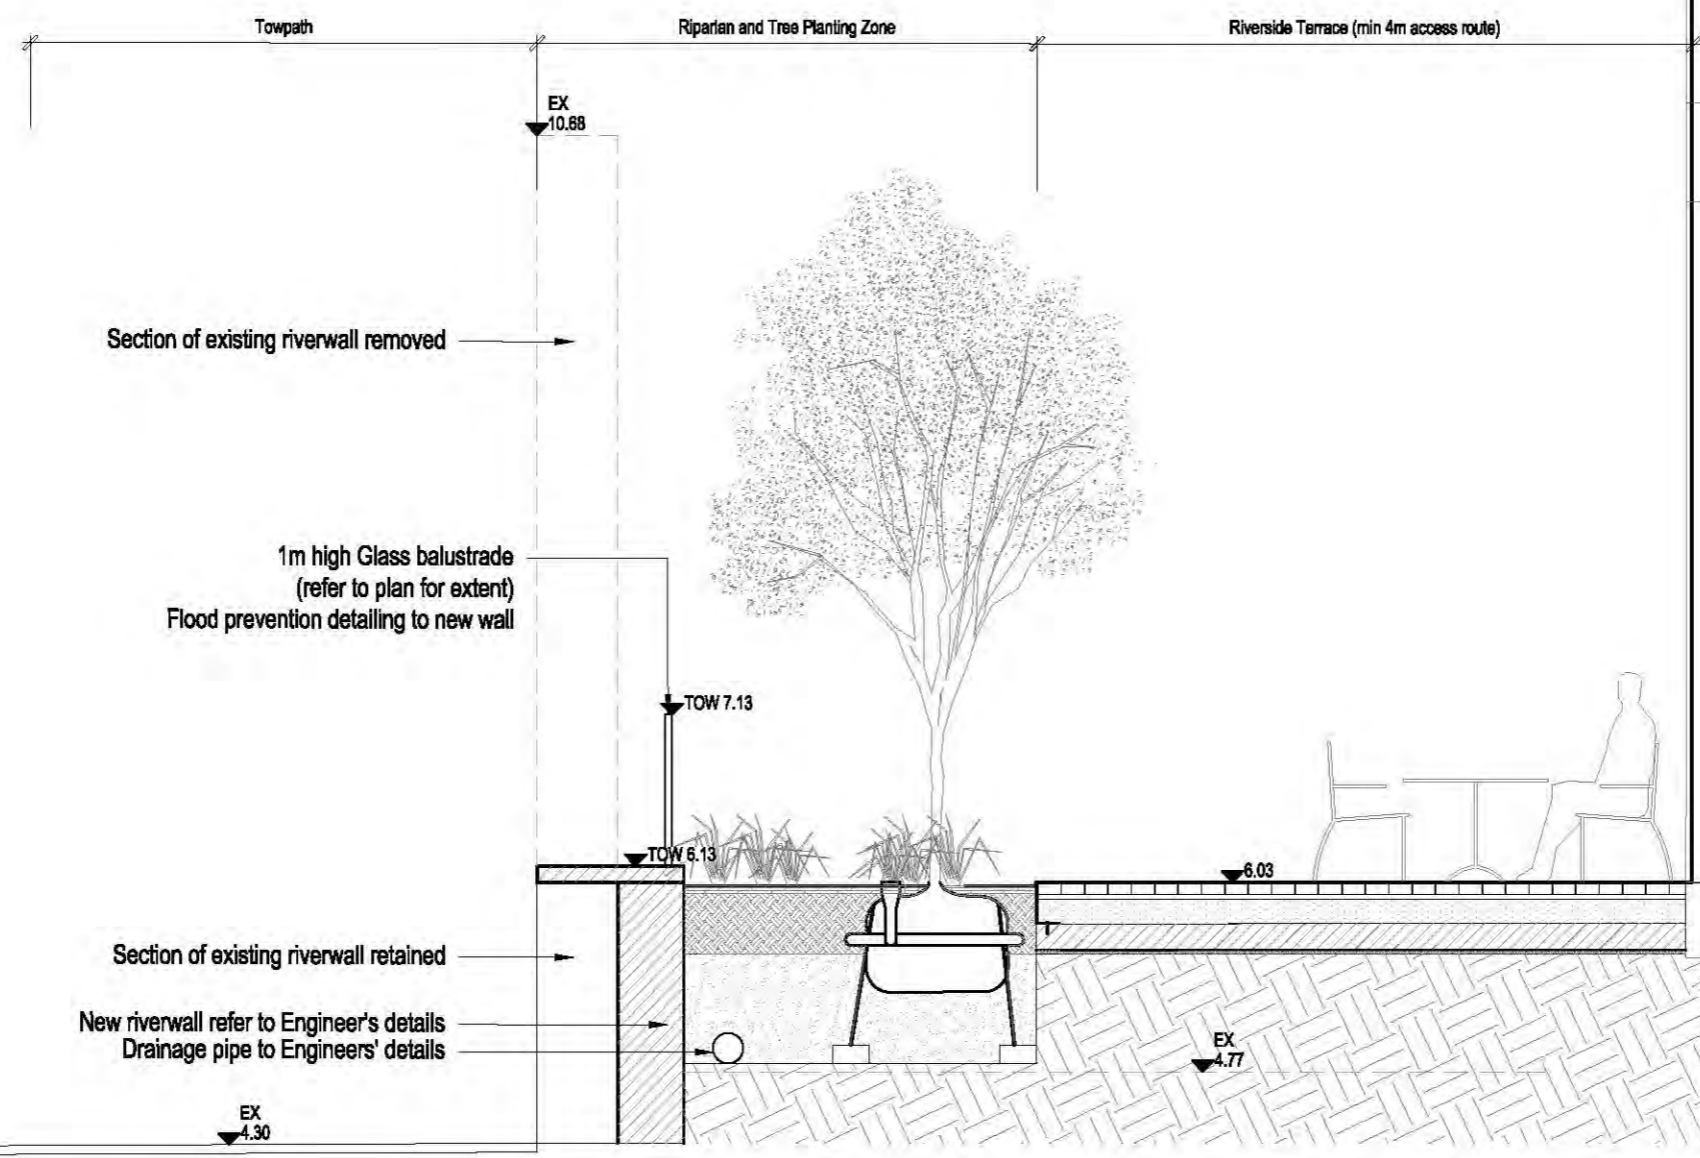 Towpath
Riparian and Tree Planting Zone
Riverside Terrace (min 4m access route)
EX
10.68
Section of existing riverwall removed
1m high Glass balustrade
(refer to plan for extent)
Flood prevention detailing to new wall
TOW 7.13
TOW 6.13
6.03
Section of existing riverwall retained
New riverwall refer to Engineer's details
Drainage pipe to Engineers' details
EX
4.77
EX
4.30